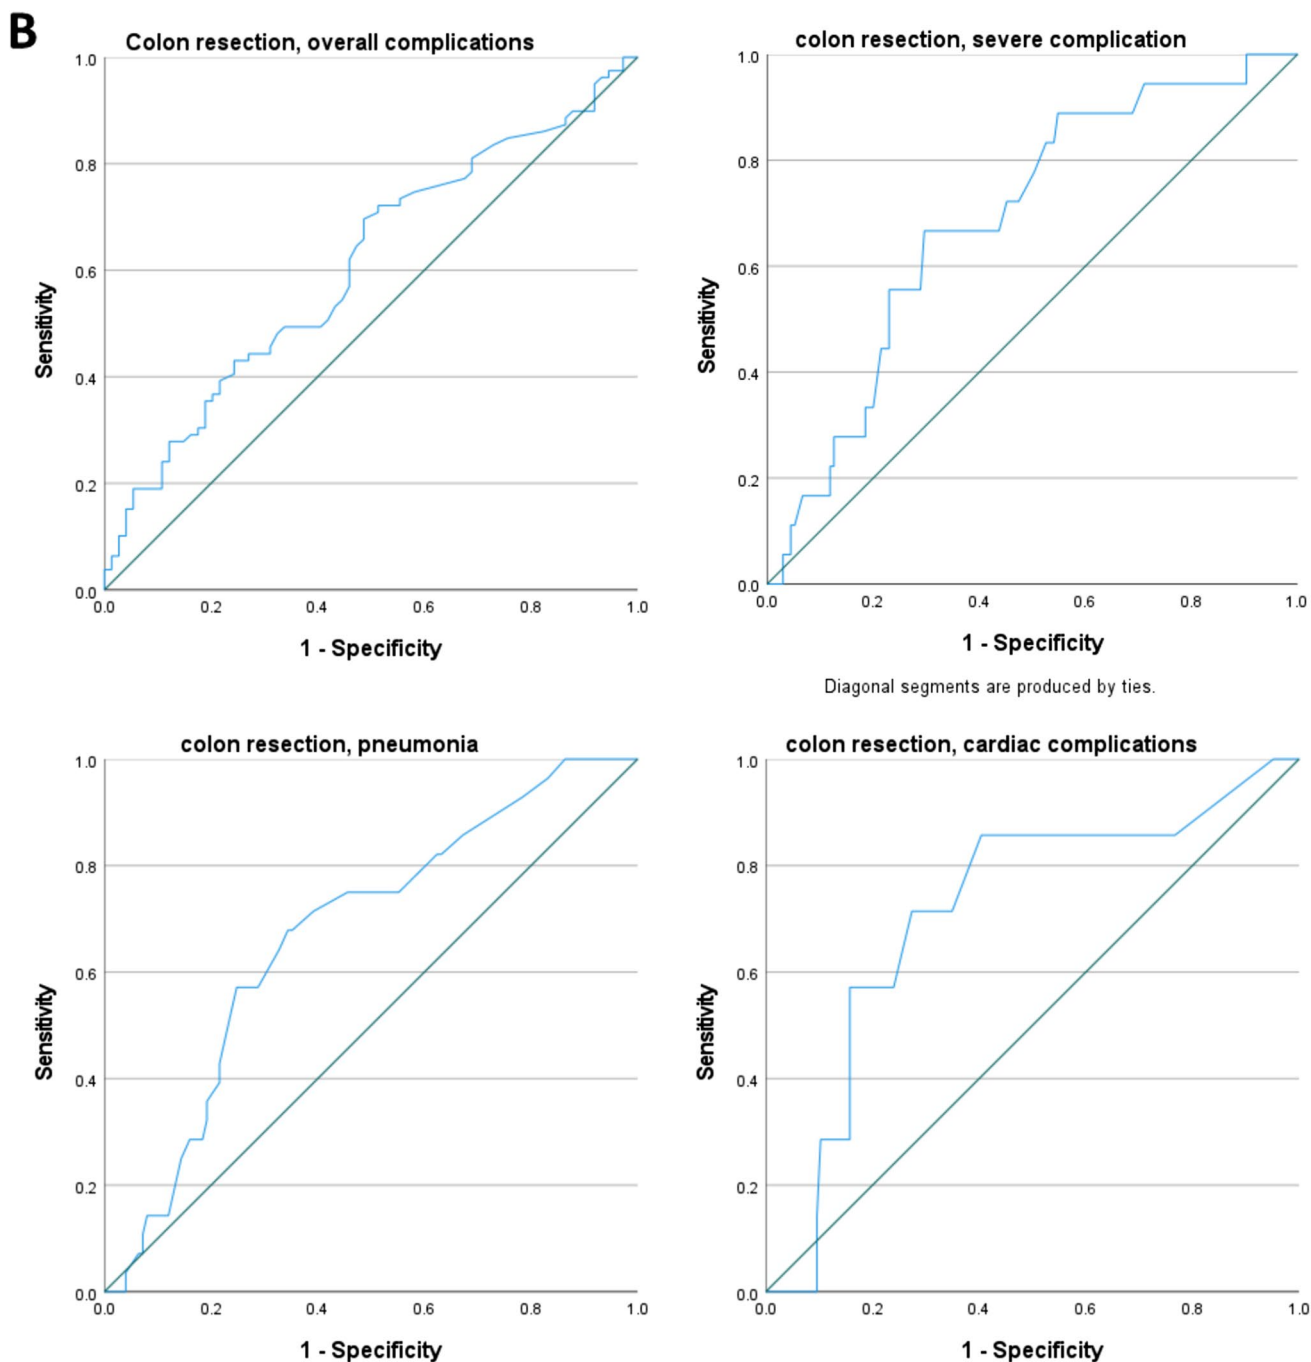 B
Colon resection, overall complications
1.0
0.8
0.6
0.4
0.2
0.0
Sensitivity
0.0 0.2 0.4 0.6 0.8 1.0
1 - Specificity
colon resection, severe complication
1.0
0.8
0.6
0.4
0.2
0.0
Sensitivity
0.0 0.2 0.4 0.6 0.8 1.0
1 - Specificity
Diagonal segments are produced by ties.
colon resection, pneumonia
1.0
0.8
0.6
0.4
0.2
0.0
Sensitivity
0.0 0.2 0.4 0.6 0.8 1.0
1 - Specificity
colon resection, cardiac complications
1.0
0.8
0.6
0.4
0.2
0.0
Sensitivity
0.0 0.2 0.4 0.6 0.8 1.0
1 - Specificity